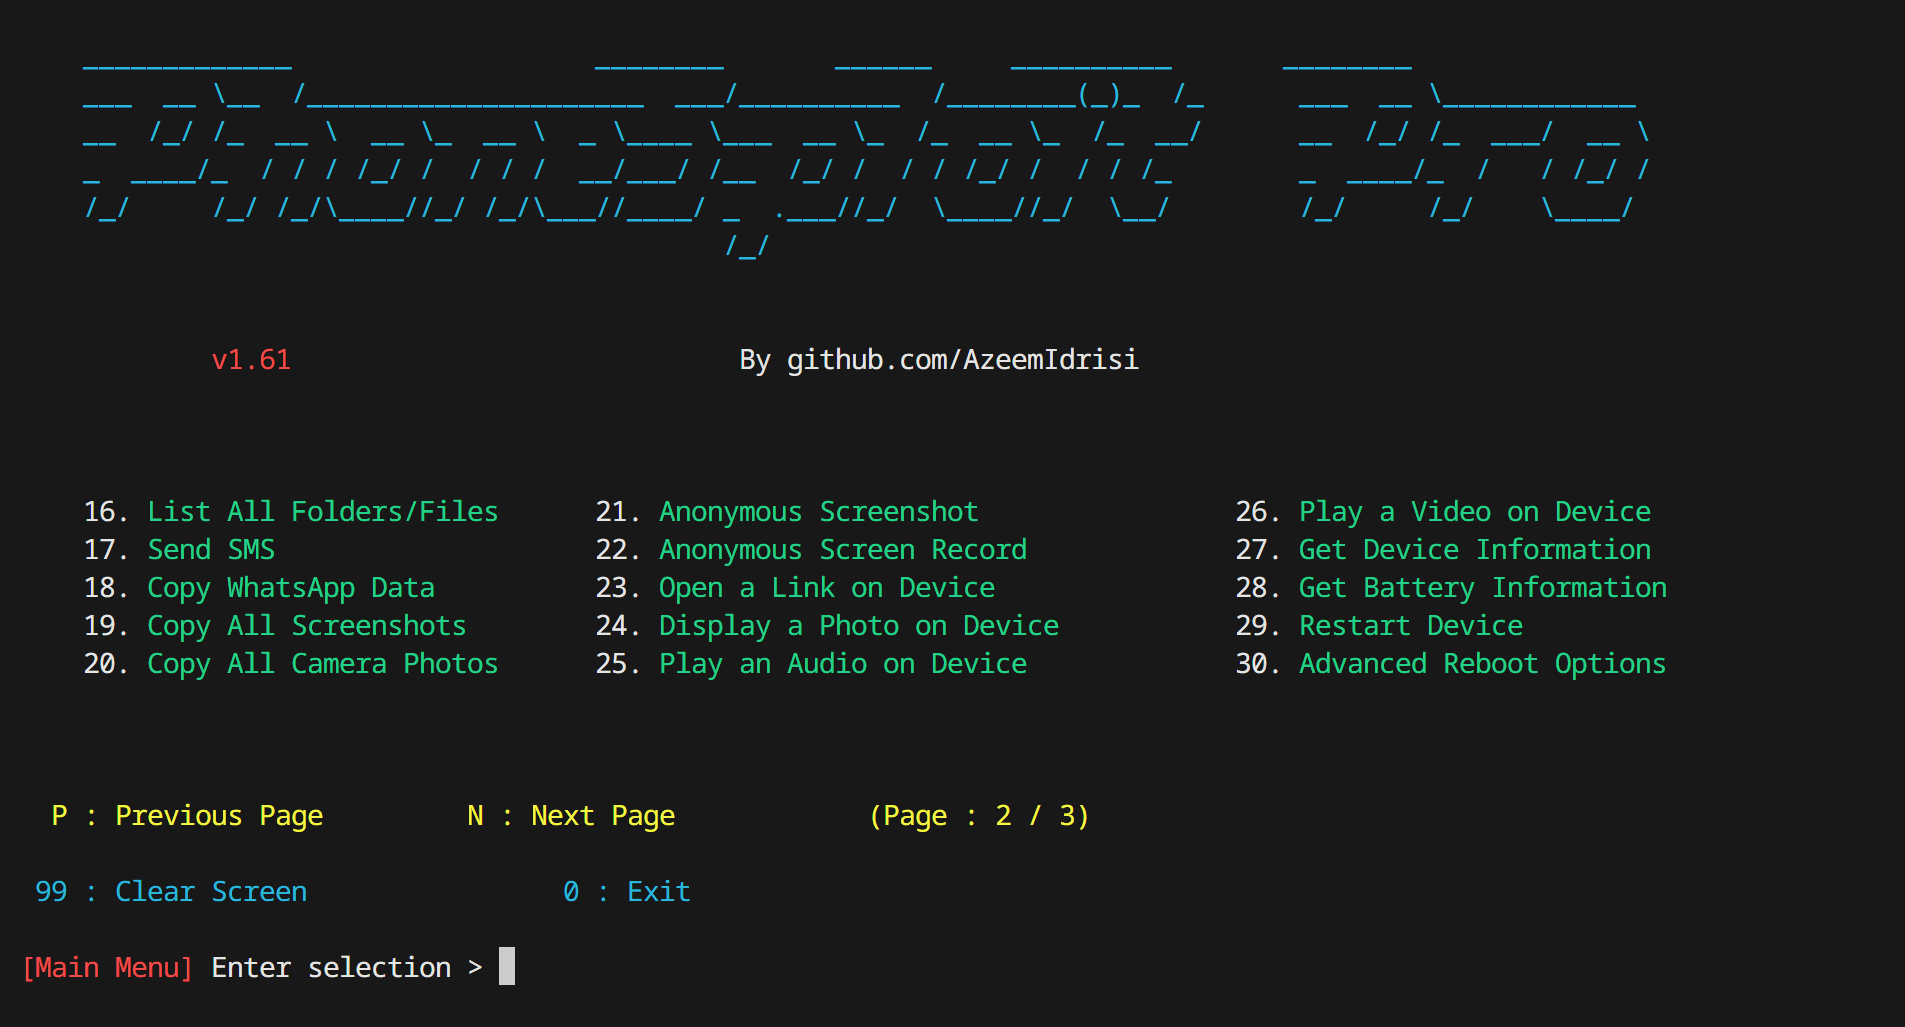 PhoneSploit Pro
v1.61 By github.com/AzeemIdrisi
16. List All Folders/Files 21. Anonymous Screenshot 26. Play a Video on Device
17. Send SMS 22. Anonymous Screen Record 27. Get Device Information
18. Copy WhatsApp Data 23. Open a Link on Device 28. Get Battery Information
19. Copy All Screenshots 24. Display a Photo on Device 29. Restart Device
20. Copy All Camera Photos 25. Play an Audio on Device 30. Advanced Reboot Options
P : Previous Page N : Next Page (Page : 2 / 3)
99 : Clear Screen 0 : Exit
[Main Menu] Enter selection >